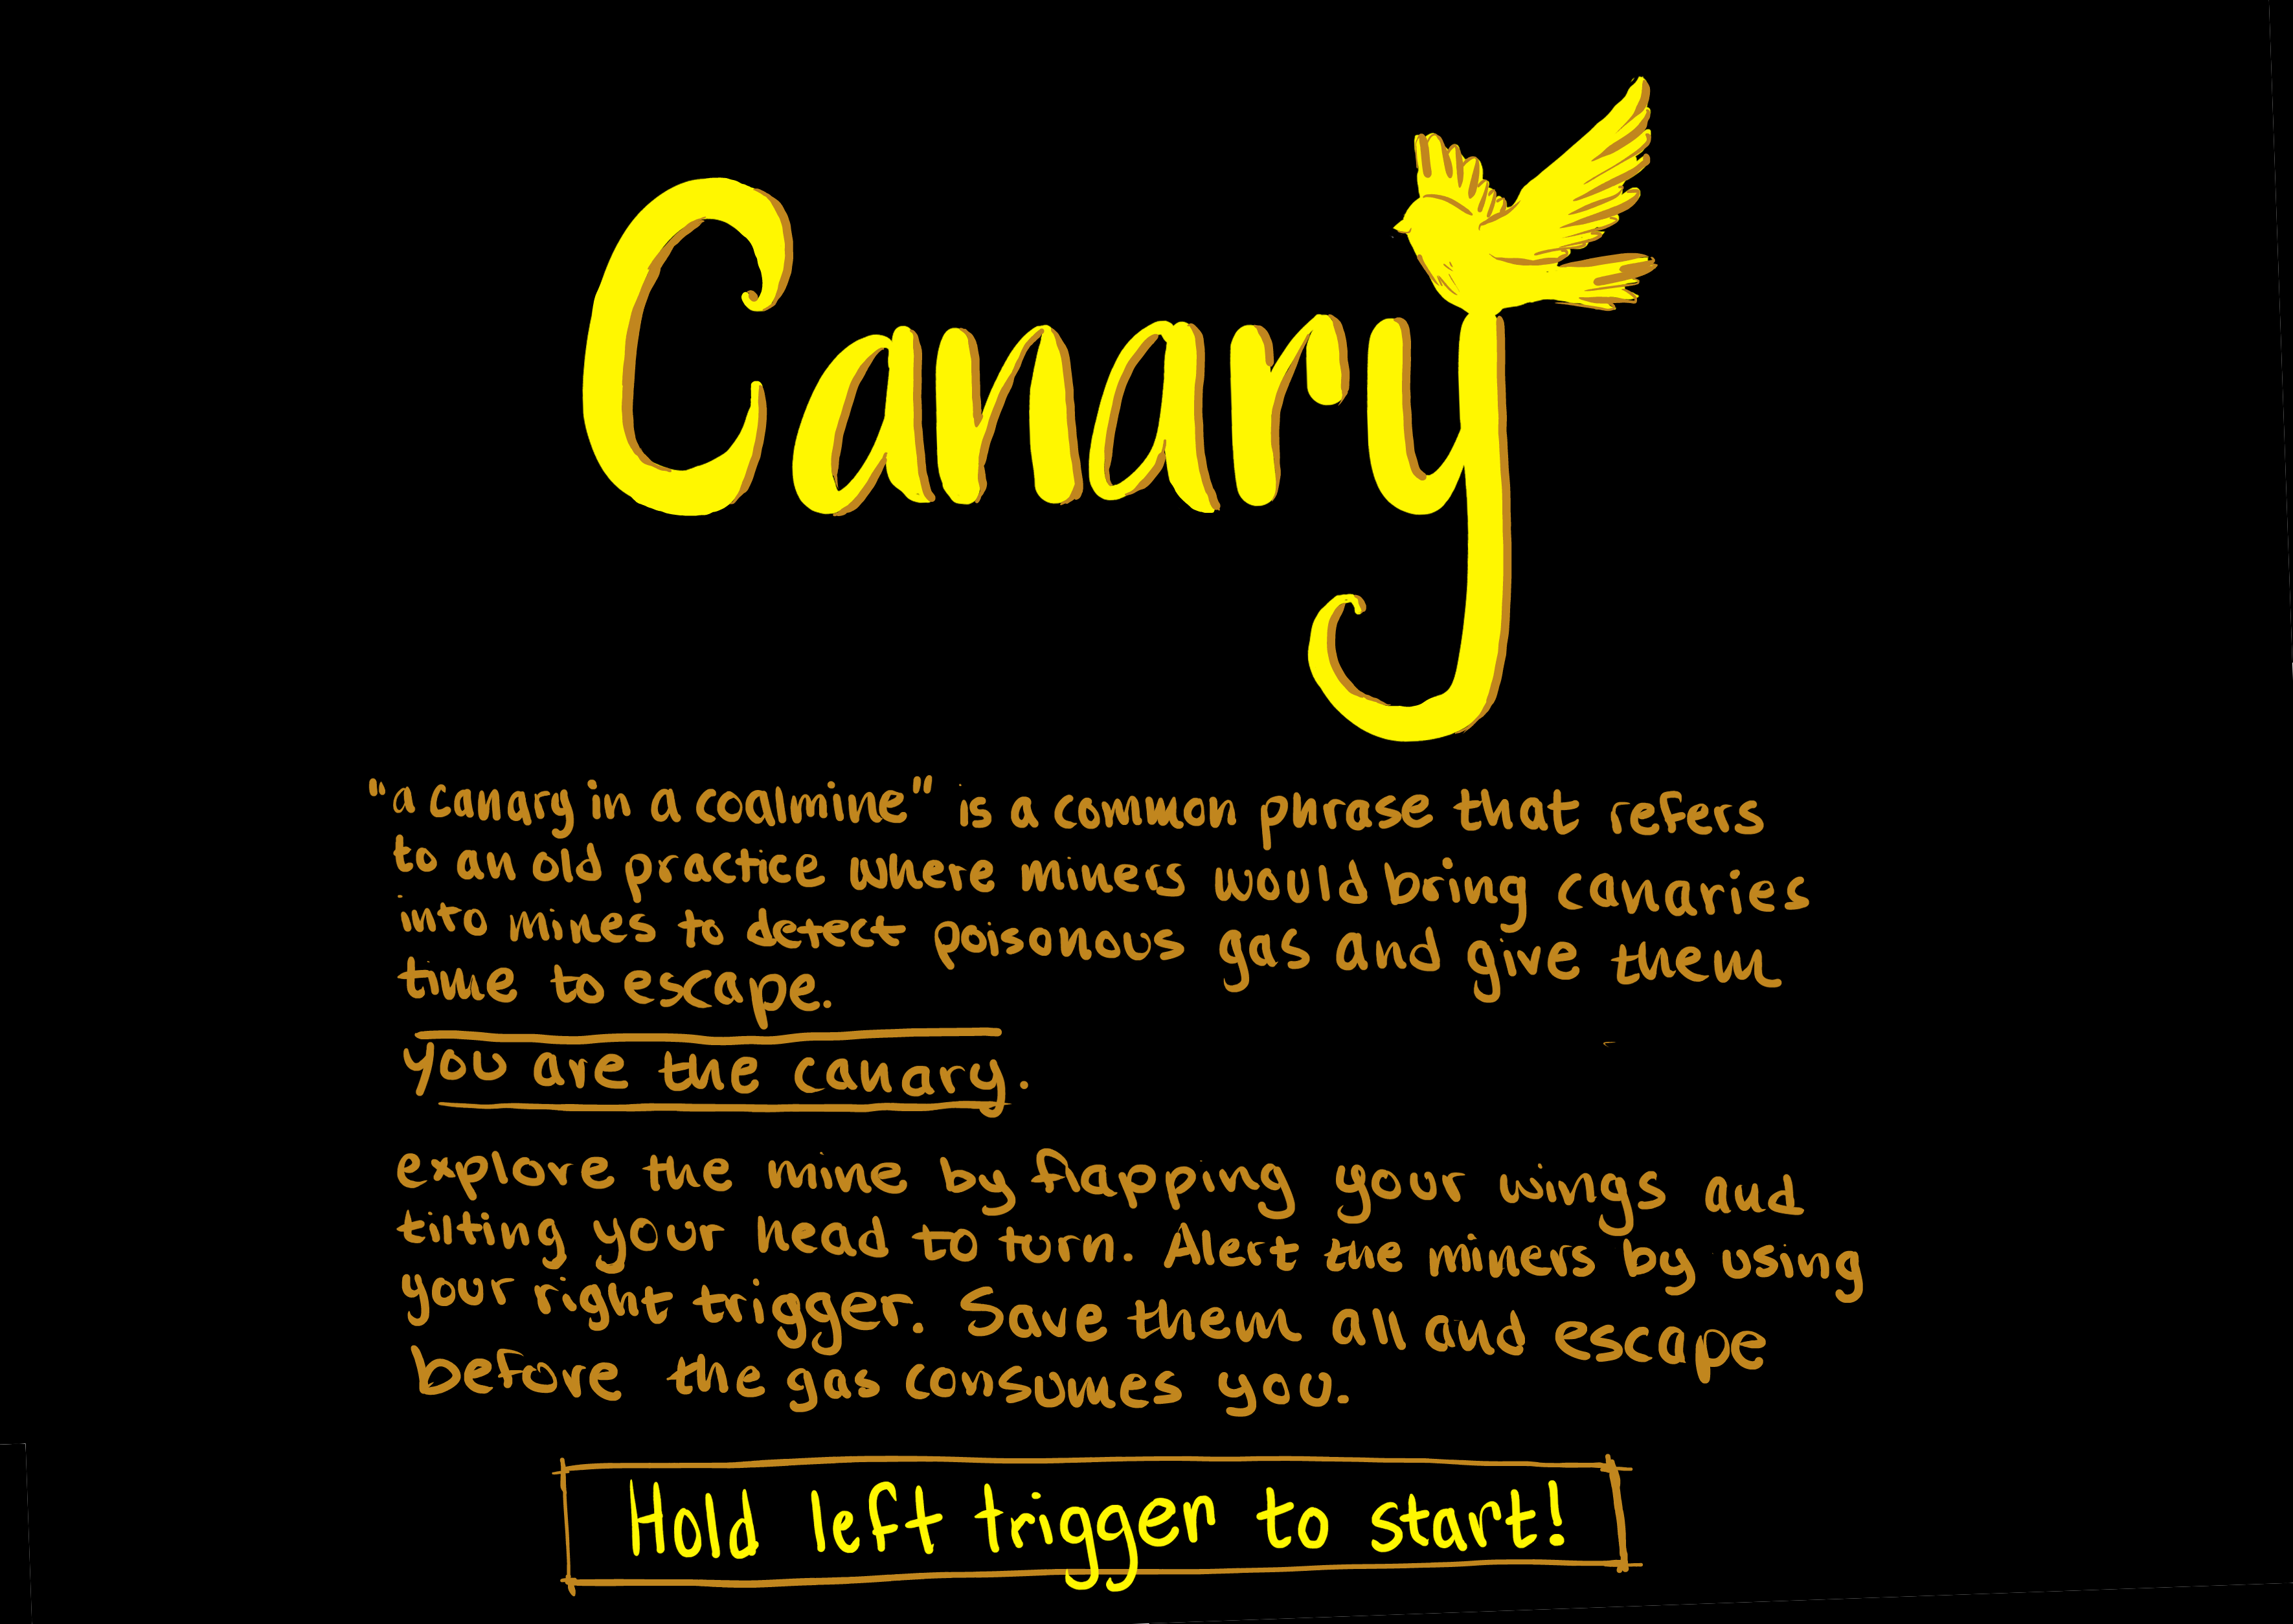 Canary
"a canary in a coalmine" is a common phrase that refers
to an old practice where miners would bring canaries
into mines to detect poisonous gas and give them
time to escape.
you are the canary.
explore the mine by flapping your wings and
tilting your head to turn. Alert the miners by using
your right trigger. Save them all and escape
before the gas consumes you.
Hold left trigger to start!